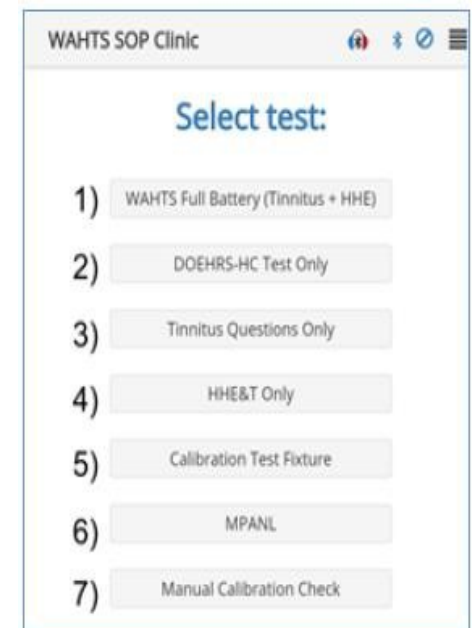 WAHTS SOP Clinic
Select test:
1) WAHTS Full Battery (Tinnitus + HHE)
2) DOEHRS-HC Test Only
3) Tinnitus Questions Only
4) HHE&T Only
5) Calibration Test Fixture
6) MPANL
7) Manual Calibration Check